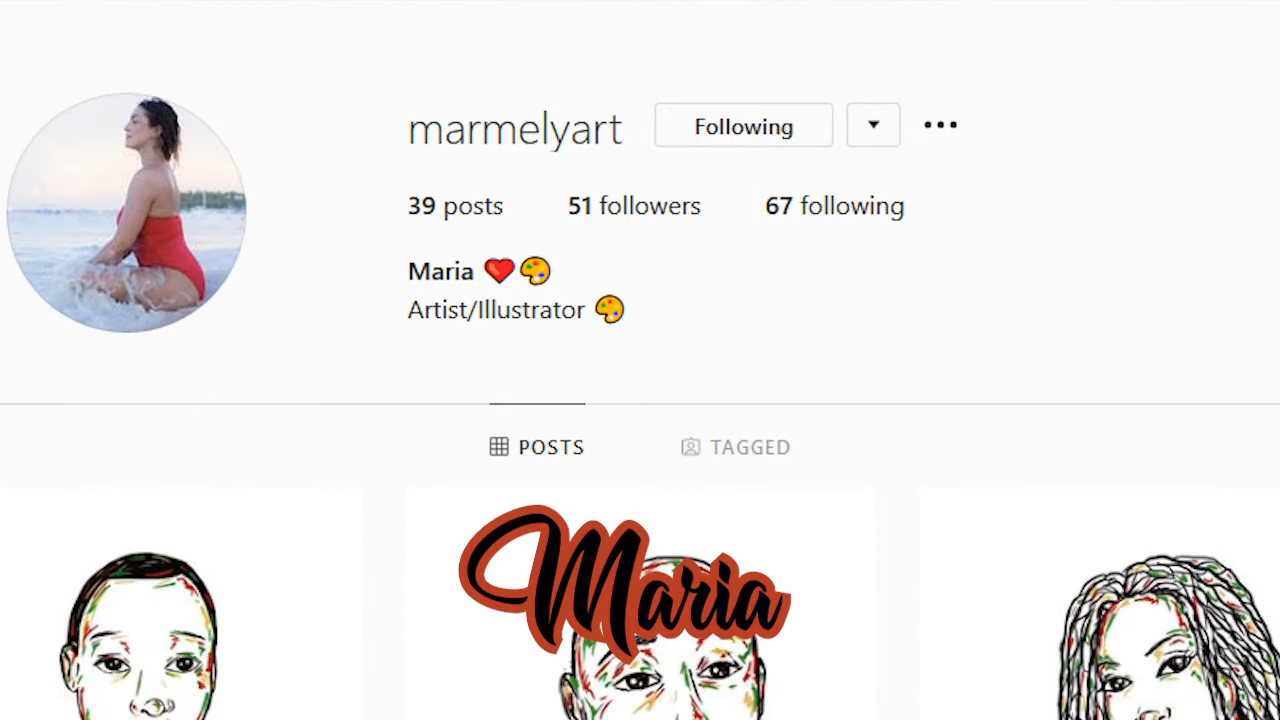 marmelyart Following
39 posts 51 followers 67 following
Maria ❤️🎨
Artist/Illustrator 🎨
POSTS TAGGED
Maria